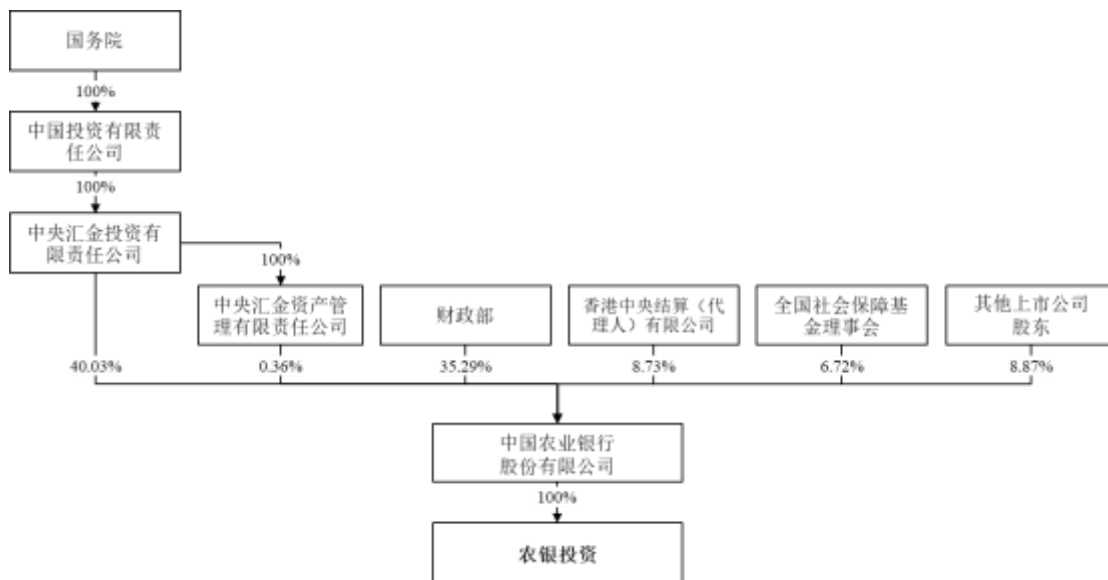 国务院
100%
中国投资有限责
任公司
100%
中央汇金投资有
限责任公司
100%
中央汇金资产管
理有限责任公司
财政部
香港中央结算（代
理人）有限公司
全国社会保障基
金理事会
其他上市公司
股东
40.03%
0.36%
35.29%
8.73%
6.72%
8.87%
中国农业银行
股份有限公司
100%
农银投资